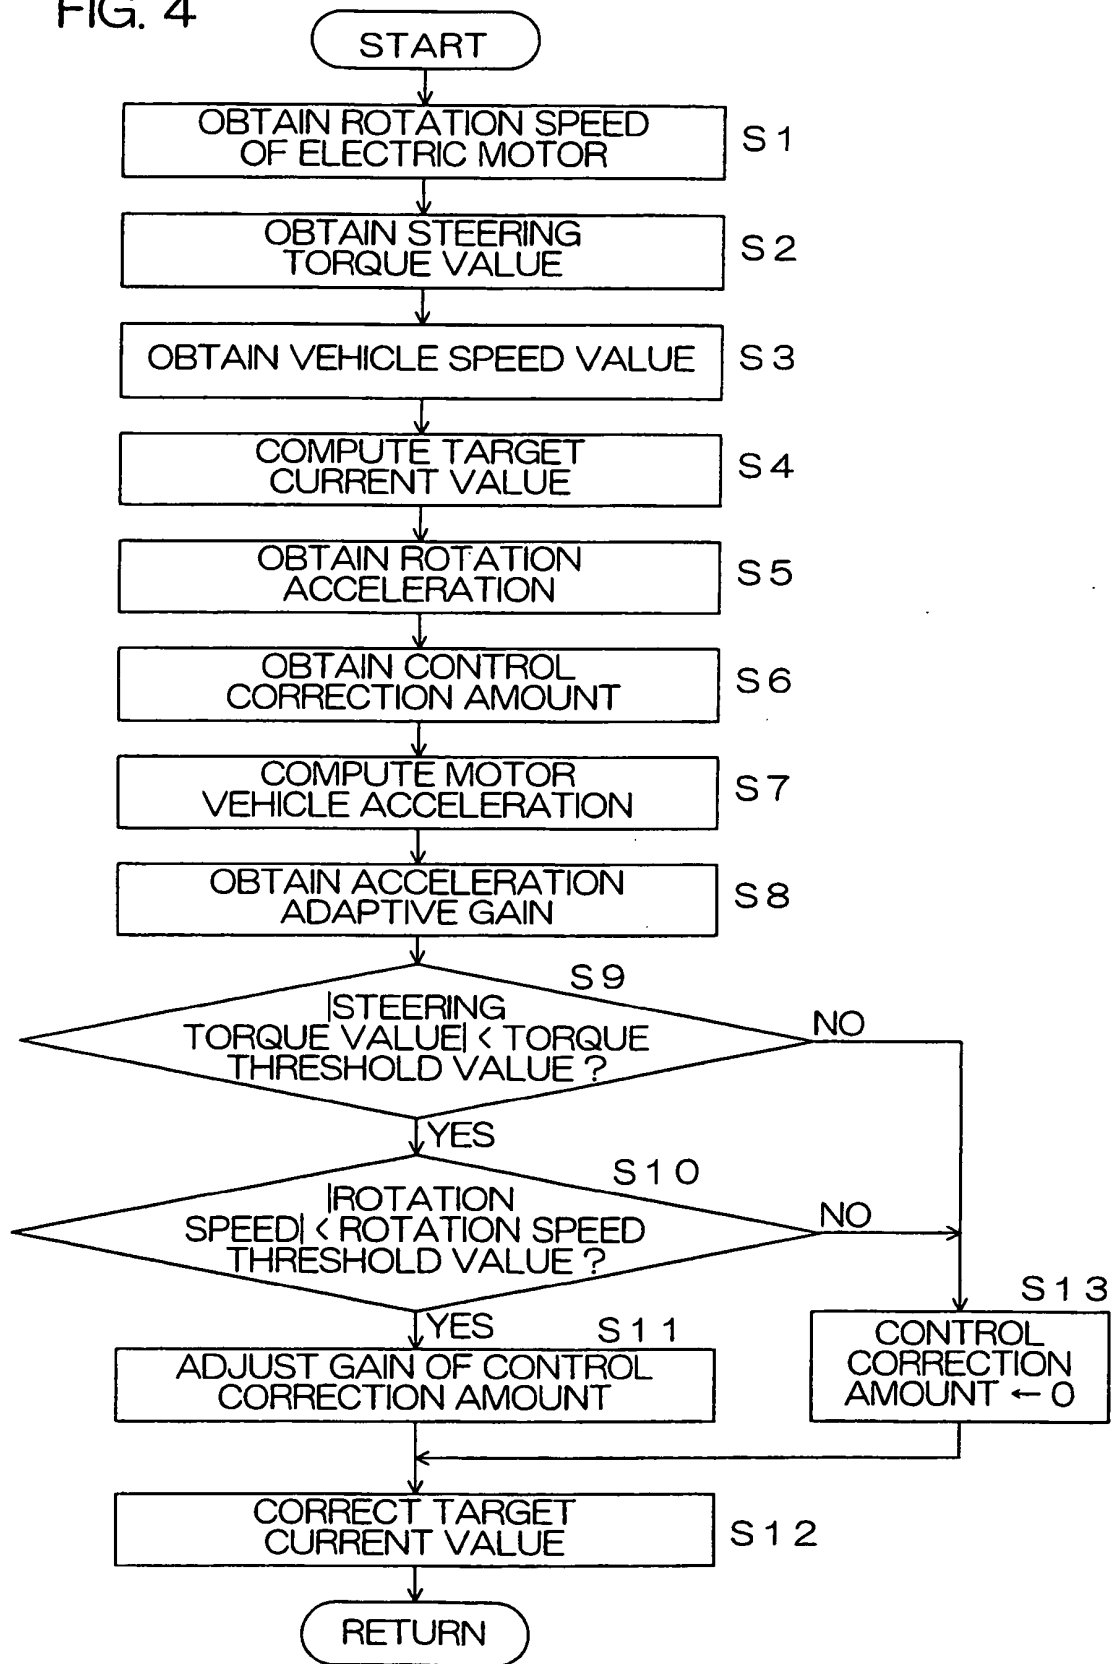 FIG. 4
START
OBTAIN ROTATION SPEED
OF ELECTRIC MOTOR
S1
OBTAIN STEERING
TORQUE VALUE
S2
OBTAIN VEHICLE SPEED VALUE
S3
COMPUTE TARGET
CURRENT VALUE
S4
OBTAIN ROTATION
ACCELERATION
S5
OBTAIN CONTROL
CORRECTION AMOUNT
S6
COMPUTE MOTOR
VEHICLE ACCELERATION
S7
OBTAIN ACCELERATION
ADAPTIVE GAIN
S8
S9
|STEERING
TORQUE VALUE| < TORQUE
THRESHOLD VALUE ?
NO
YES
S10
|ROTATION
SPEED| < ROTATION SPEED
THRESHOLD VALUE ?
NO
YES
S11
ADJUST GAIN OF CONTROL
CORRECTION AMOUNT
S13
CONTROL
CORRECTION
AMOUNT ← 0
CORRECT TARGET
CURRENT VALUE
S12
RETURN